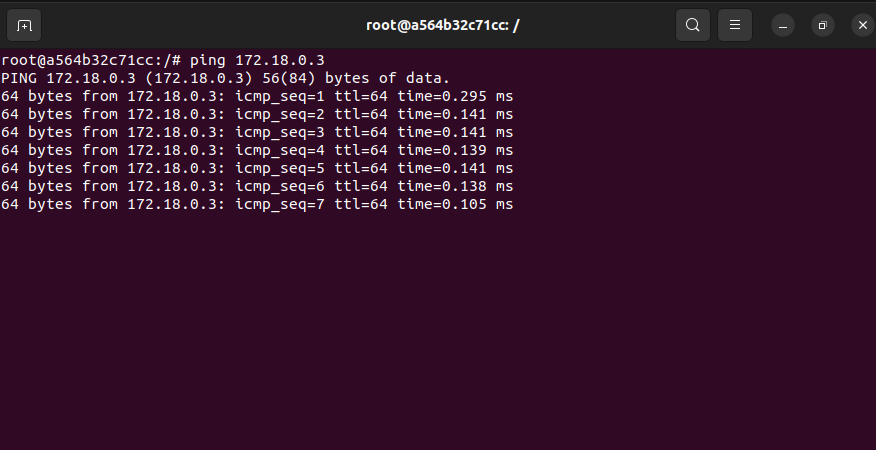 root@a564b32c71cc: /
root@a564b32c71cc:/# ping 172.18.0.3
PING 172.18.0.3 (172.18.0.3) 56(84) bytes of data.
64 bytes from 172.18.0.3: icmp_seq=1 ttl=64 time=0.295 ms
64 bytes from 172.18.0.3: icmp_seq=2 ttl=64 time=0.141 ms
64 bytes from 172.18.0.3: icmp_seq=3 ttl=64 time=0.141 ms
64 bytes from 172.18.0.3: icmp_seq=4 ttl=64 time=0.139 ms
64 bytes from 172.18.0.3: icmp_seq=5 ttl=64 time=0.141 ms
64 bytes from 172.18.0.3: icmp_seq=6 ttl=64 time=0.138 ms
64 bytes from 172.18.0.3: icmp_seq=7 ttl=64 time=0.105 ms